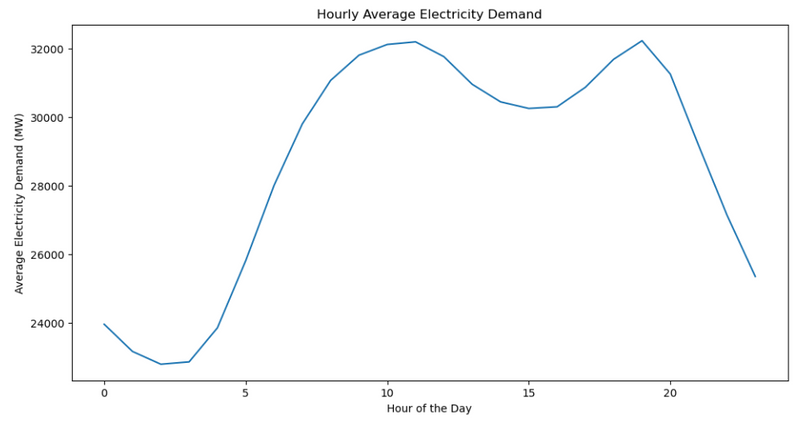 Hourly Average Electricity Demand
32000
30000
28000
26000
24000
Average Electricity Demand (MW)
0 5 10 15 20
Hour of the Day